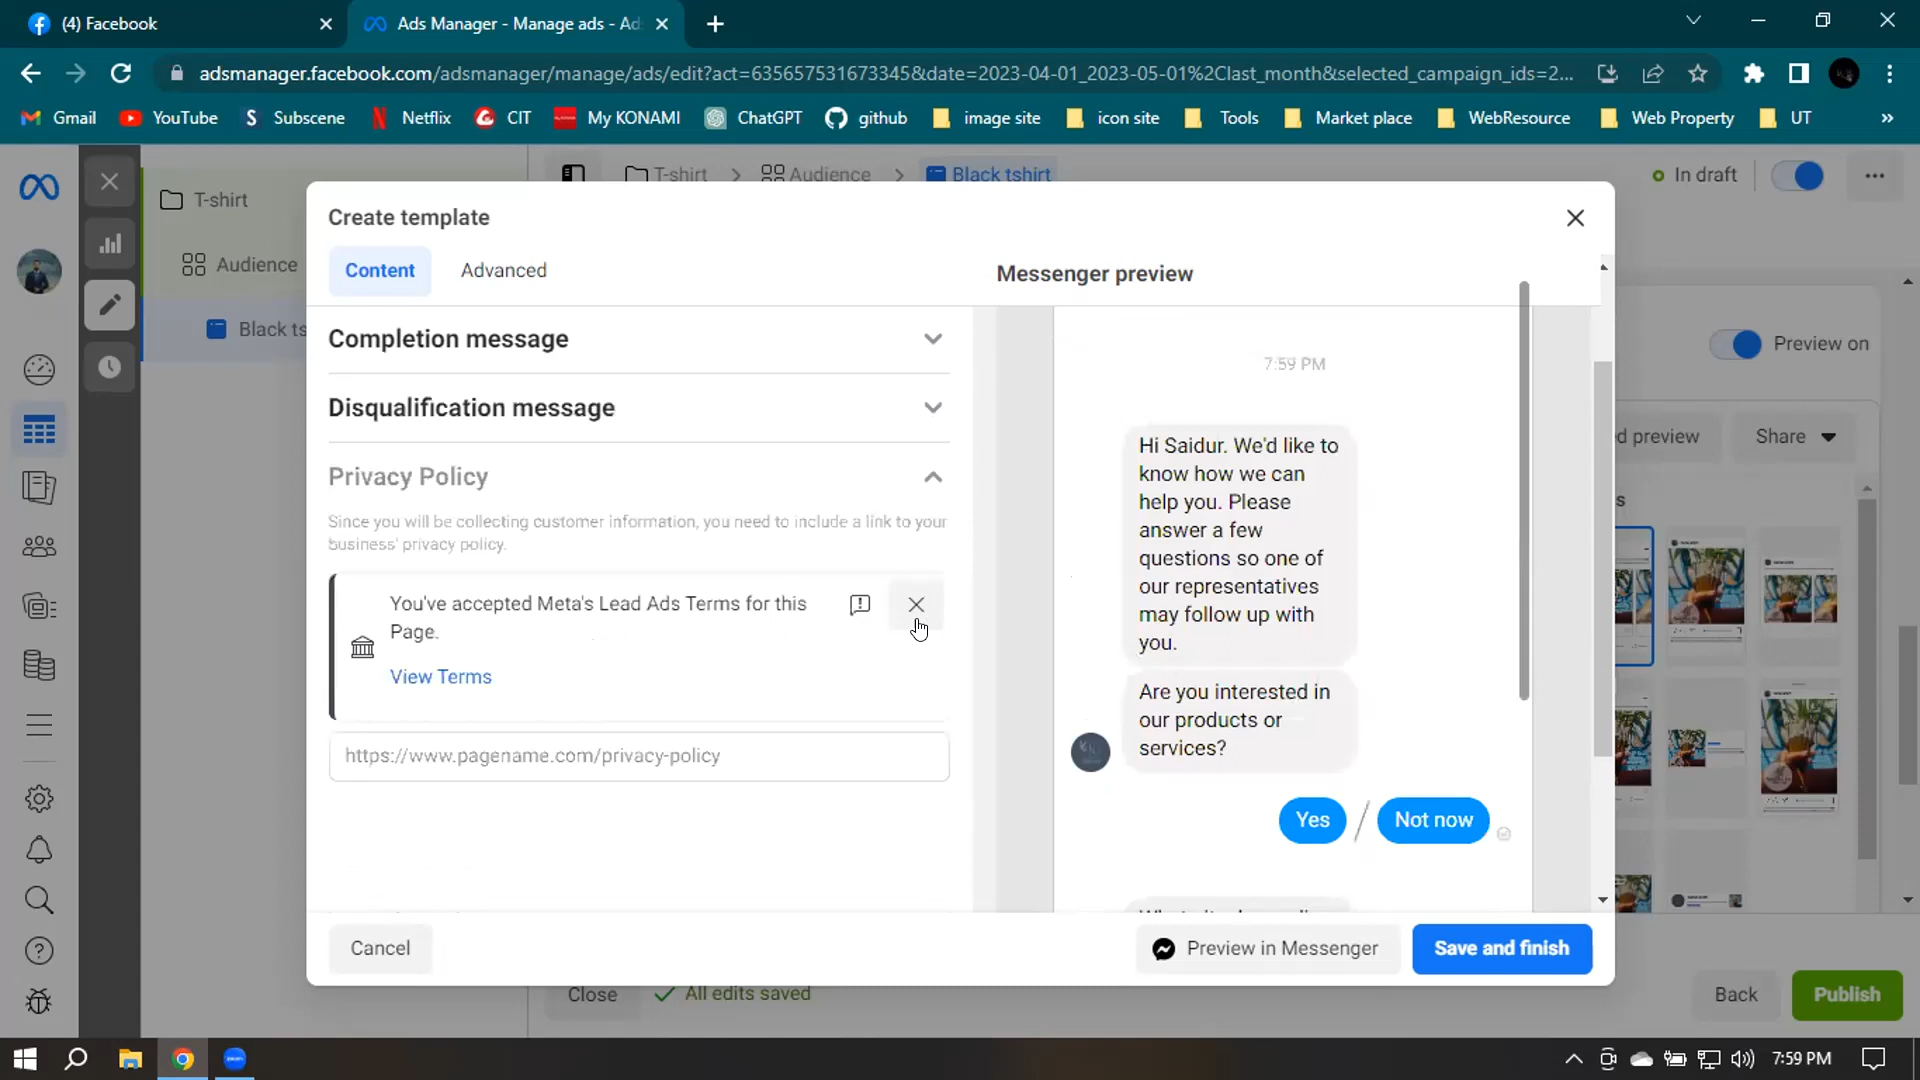 (4) Facebook
Ads Manager - Manage ads - Ad
adsmanager.facebook.com/adsmanager/manage/ads/edit?act=635657531673345&date=2023-04-01_2023-05-01%2Clast_month&selected_campaign_ids=2...
Gmail YouTube Subscene Netflix CIT My KONAMI ChatGPT github image site icon site Tools Market place WebResource Web Property UT »
T-shirt
Audience
Black ts
T-shirt > Audience > Black tshirt
In draft
Create template
Content Advanced
Messenger preview
Completion message
Disqualification message
Privacy Policy
Since you will be collecting customer information, you need to include a link to your
business' privacy policy.
You've accepted Meta's Lead Ads Terms for this
Page.
View Terms
https://www.pagename.com/privacy-policy
7:59 PM
Hi Saidur. We'd like to
know how we can
help you. Please
answer a few
questions so one of
our representatives
may follow up with
you.
Are you interested in
our products or
services?
Yes / Not now
Cancel
Preview in Messenger
Save and finish
Preview on
d preview
Share
s
Close
All edits saved
Back
Publish
7:59 PM